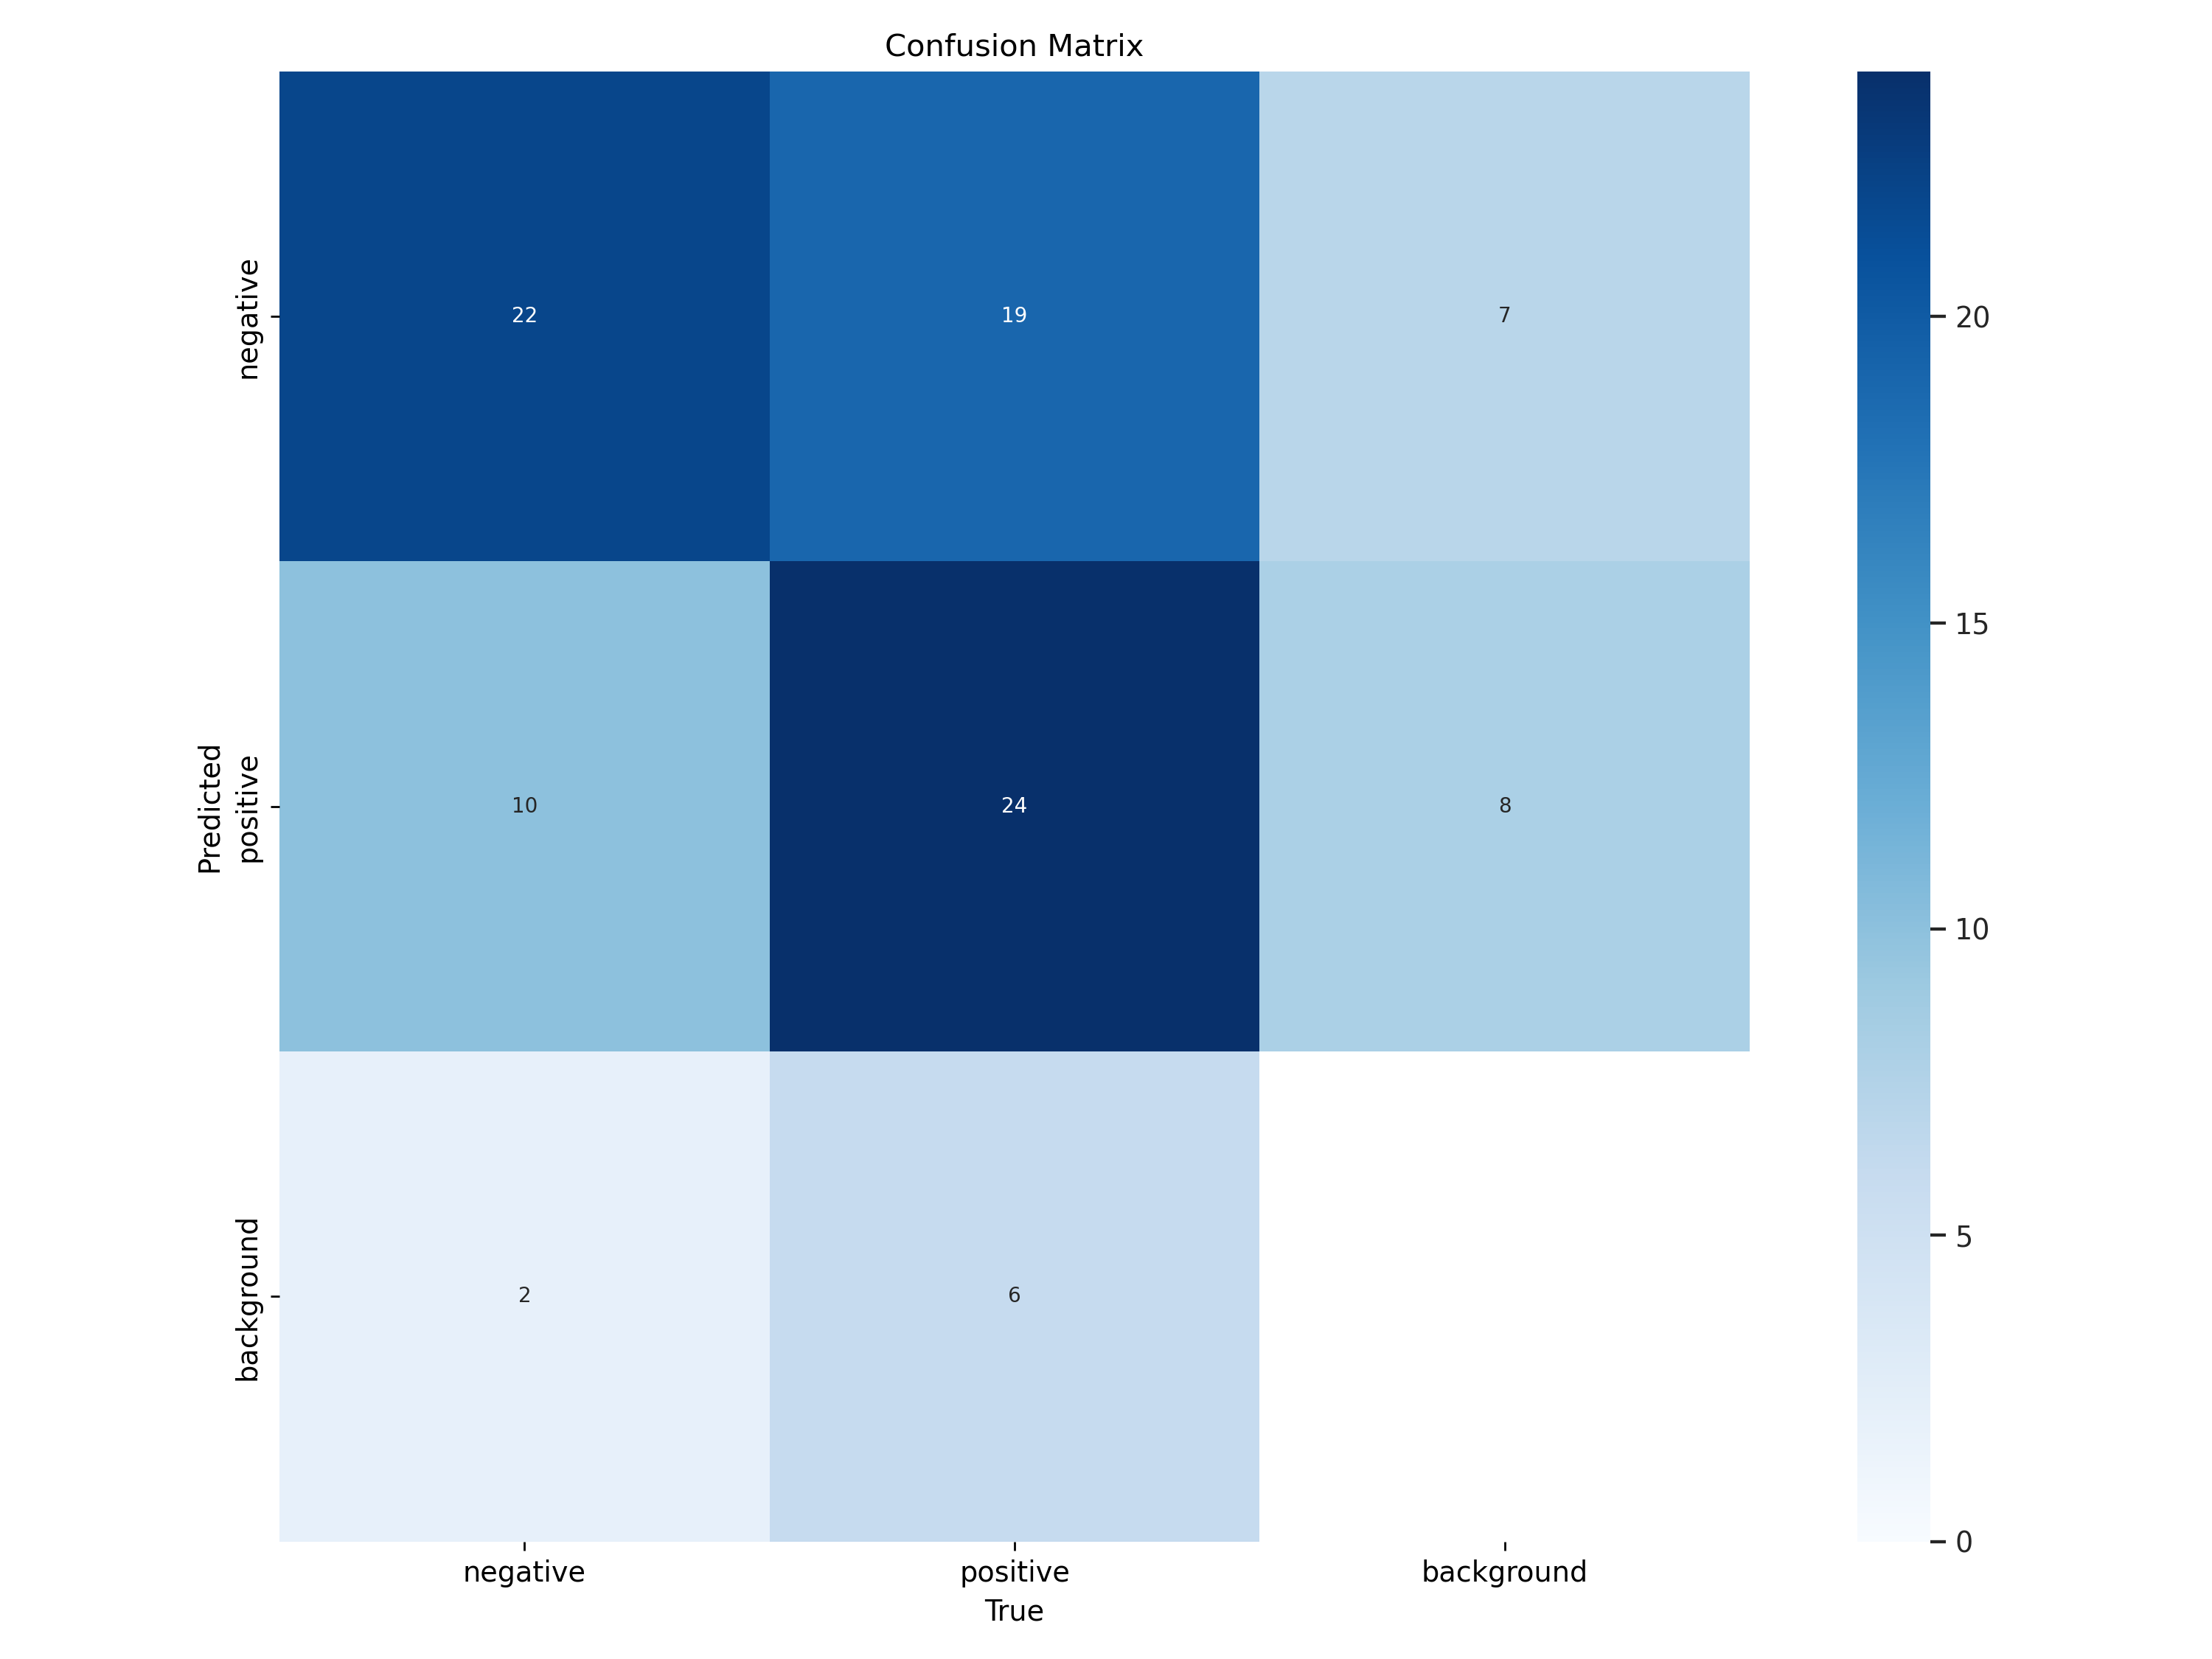 Confusion Matrix
negative
22
19
7
20
15
Predicted
positive
10
24
8
10
background
2
6
5
0
negative
positive
background
True